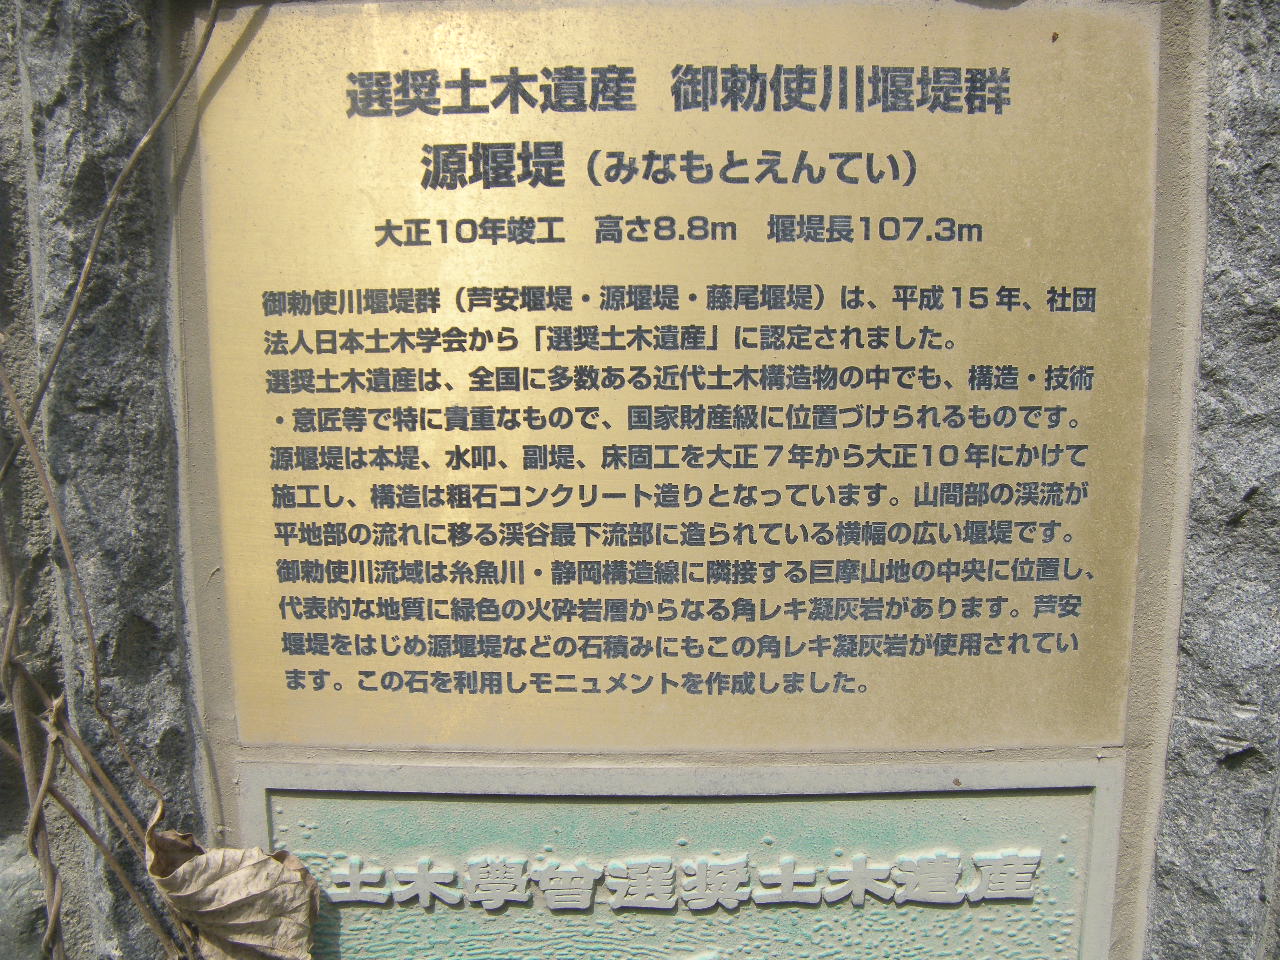 選奨土木遺産 御勅使川堰堤群
源堰堤（みなもとえんてい）
大正10年竣工 高さ8.8m 堰堤長107.3m
御勅使川堰堤群（芦安堰堤・源堰堤・藤尾堰堤）は、平成15年、社団
法人日本土木学会から「選奨土木遺産」に認定されました。
選奨土木遺産は、全国に多数ある近代土木構造物の中でも、構造・技術
・意匠等で特に貴重なもので、国家財産級に位置づけられるものです。
源堰堤は本堤、水叩、副堤、床固工を大正7年から大正10年にかけて
施工し、構造は粗石コンクリート造りとなっています。山間部の渓流が
平地部の流れに移る渓谷最下流部に造られている横幅の広い堰堤です。
御勅使川流域は糸魚川・静岡構造線に隣接する巨摩山地の中央に位置し、
代表的な地質に緑色の火砕岩層からなる角レキ凝灰岩があります。芦安
堰堤をはじめ源堰堤などの石積みにもこの角レキ凝灰岩が使用されてい
ます。この石を利用しモニュメントを作成しました。
土木學會選奨土木遺産